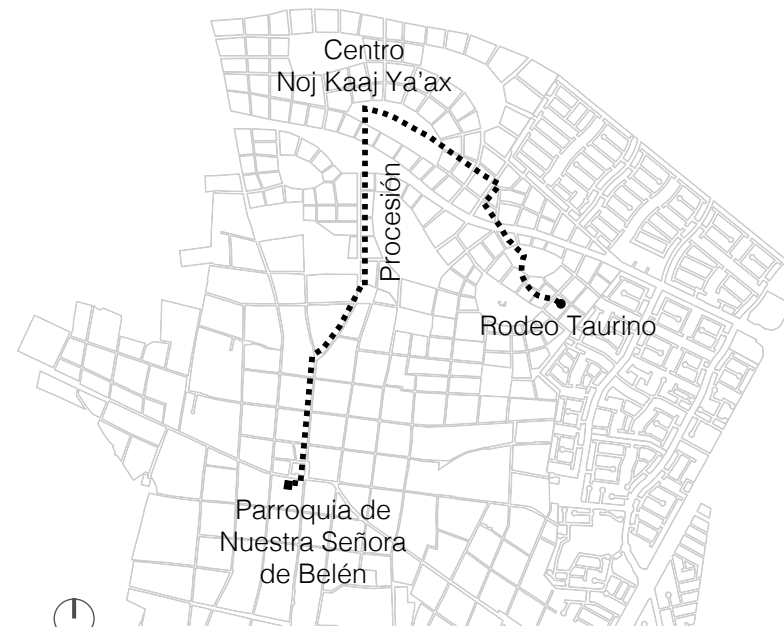 Centro
Noj Kaaj Ya'ax
Procesión
Rodeo Taurino
Parroquia de
Nuestra Señora
de Belén